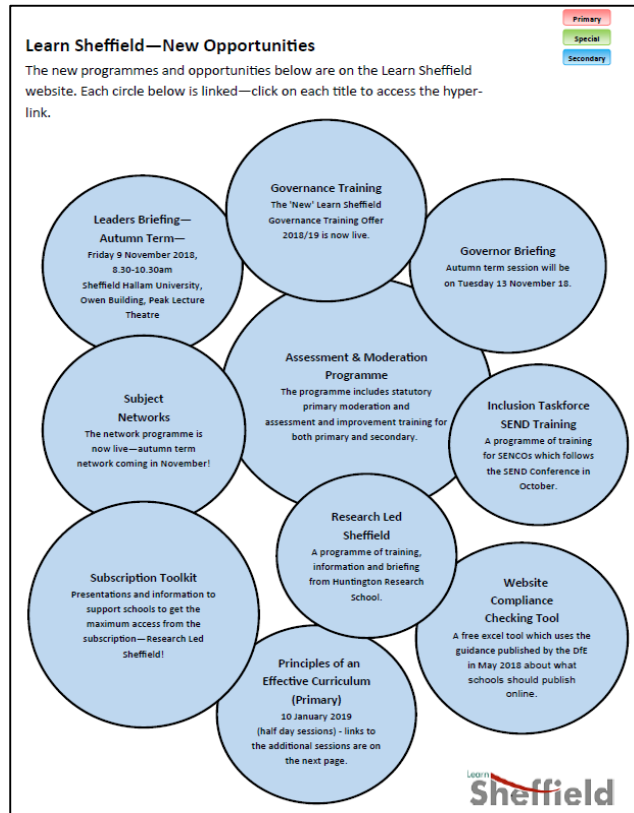 Primary
Special
Secondary
Learn Sheffield—New Opportunities
The new programmes and opportunities below are on the Learn Sheffield
website. Each circle below is linked—click on each title to access the hyper-
link.
Governance Training
The 'New' Learn Sheffield
Governance Training Offer
2018/19 is now live.
Leaders Briefing—
Autumn Term—
Friday 9 November 2018,
8.30-10.30am
Sheffield Hallam University,
Owen Building, Peak Lecture
Theatre
Governor Briefing
Autumn term session will be
on Tuesday 13 November 18.
Assessment & Moderation
Programme
The programme includes statutory
primary moderation and
assessment and improvement training for
both primary and secondary.
Subject
Networks
The network programme is
now live—autumn term
network coming in November!
Inclusion Taskforce
SEND Training
A programme of training
for SENCOs which follows
the SEND Conference in
October.
Research Led
Sheffield
A programme of training,
information and briefing
from Huntington Research
School.
Subscription Toolkit
Presentations and information to
support schools to get the
maximum access from the
subscription—Research Led
Sheffield!
Website
Compliance
Checking Tool
A free excel tool which uses the
guidance published by the DfE
in May 2018 about what
schools should publish
online.
Principles of an
Effective Curriculum
(Primary)
10 January 2019
(half day sessions) - links to
the additional sessions are on
the next page.
Learn
Sheffield